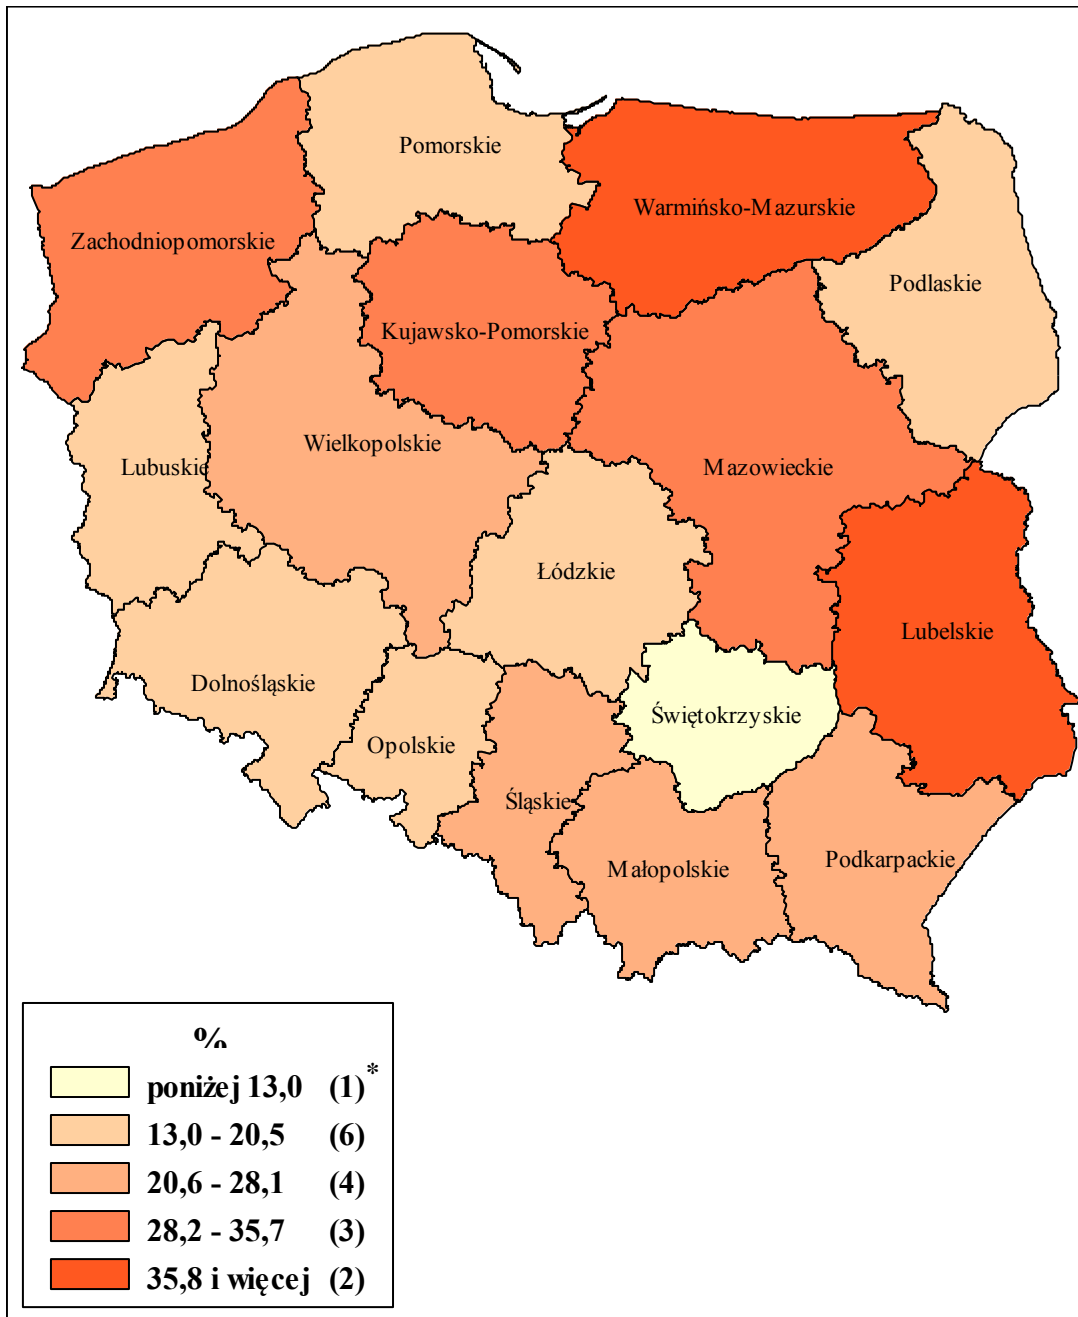 Pomorskie
Warmińsko-Mazurskie
Zachodniopomorskie
Podlaskie
Kujawsko-Pomorskie
Wielkopolskie
Lubuskie
Mazowieckie
Łódzkie
Lubelskie
Dolnośląskie
Świętokrzyskie
Opolskie
Śląskie
Małopolskie
Podkarpackie
%
poniżej 13,0 (1)*
13,0 - 20,5 (6)
20,6 - 28,1 (4)
28,2 - 35,7 (3)
35,8 i więcej (2)